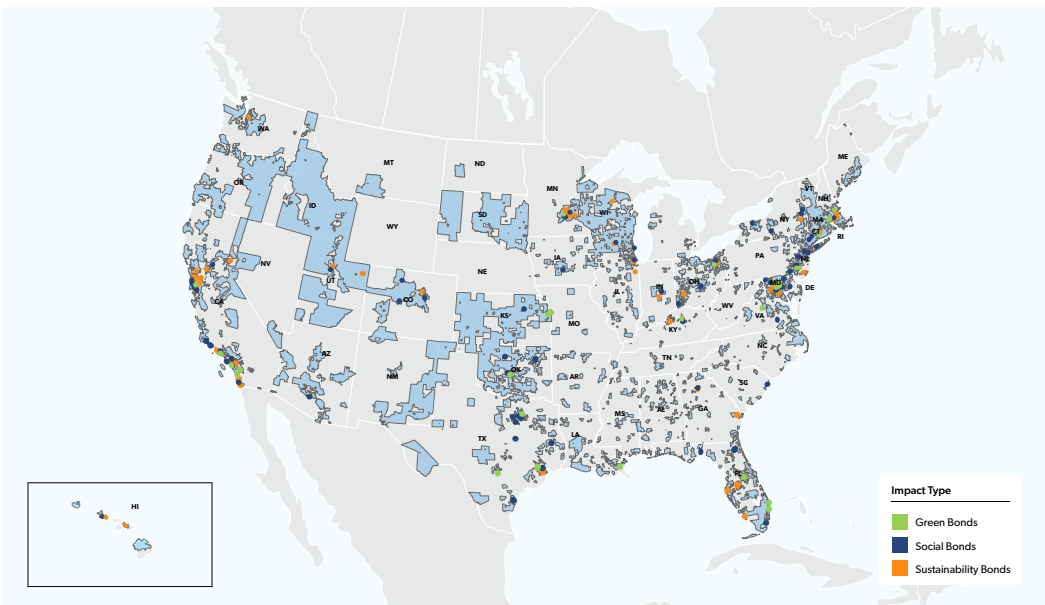 WA
MT
ND
MN
ME
OR
ID
SD
WI
VT
NH
NY
MA
CT
RI
WY
NV
UT
NE
IA
PA
NJ
CA
CO
IL
IN
OH
MD
DE
WV
VA
KS
MO
KY
AZ
NM
OK
AR
TN
NC
SC
TX
LA
MS
AL
GA
FL
HI
Impact Type
Green Bonds
Social Bonds
Sustainability Bonds